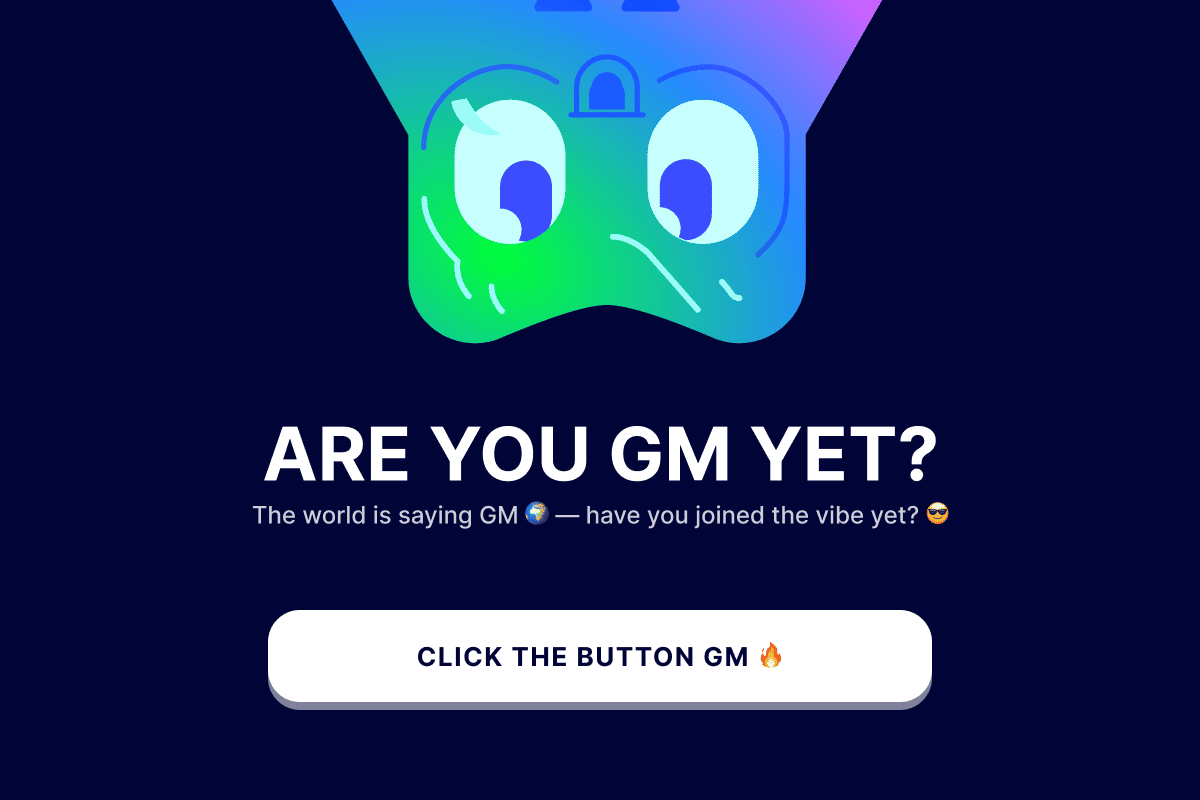 ARE YOU GM YET?
The world is saying GM 🌍 — have you joined the vibe yet? 😎
CLICK THE BUTTON GM 🔥